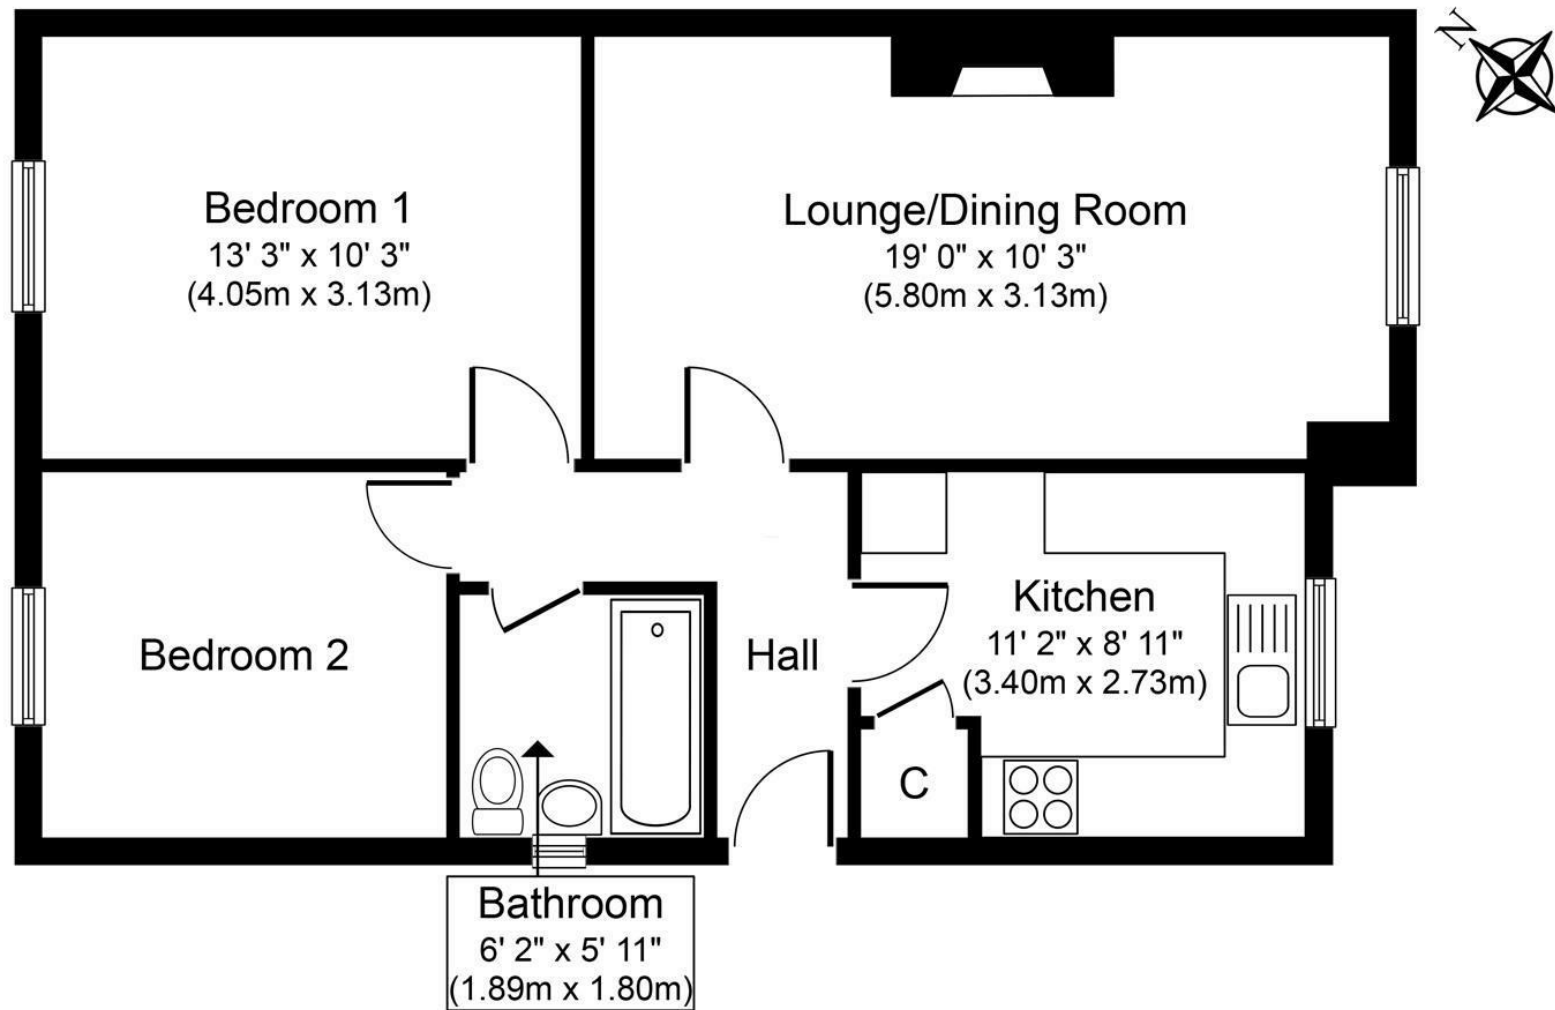 N
Bedroom 1
13' 3" x 10' 3"
(4.05m x 3.13m)
Lounge/Dining Room
19' 0" x 10' 3"
(5.80m x 3.13m)
Bedroom 2
Hall
Kitchen
11' 2" x 8' 11"
(3.40m x 2.73m)
C
Bathroom
6' 2" x 5' 11"
(1.89m x 1.80m)